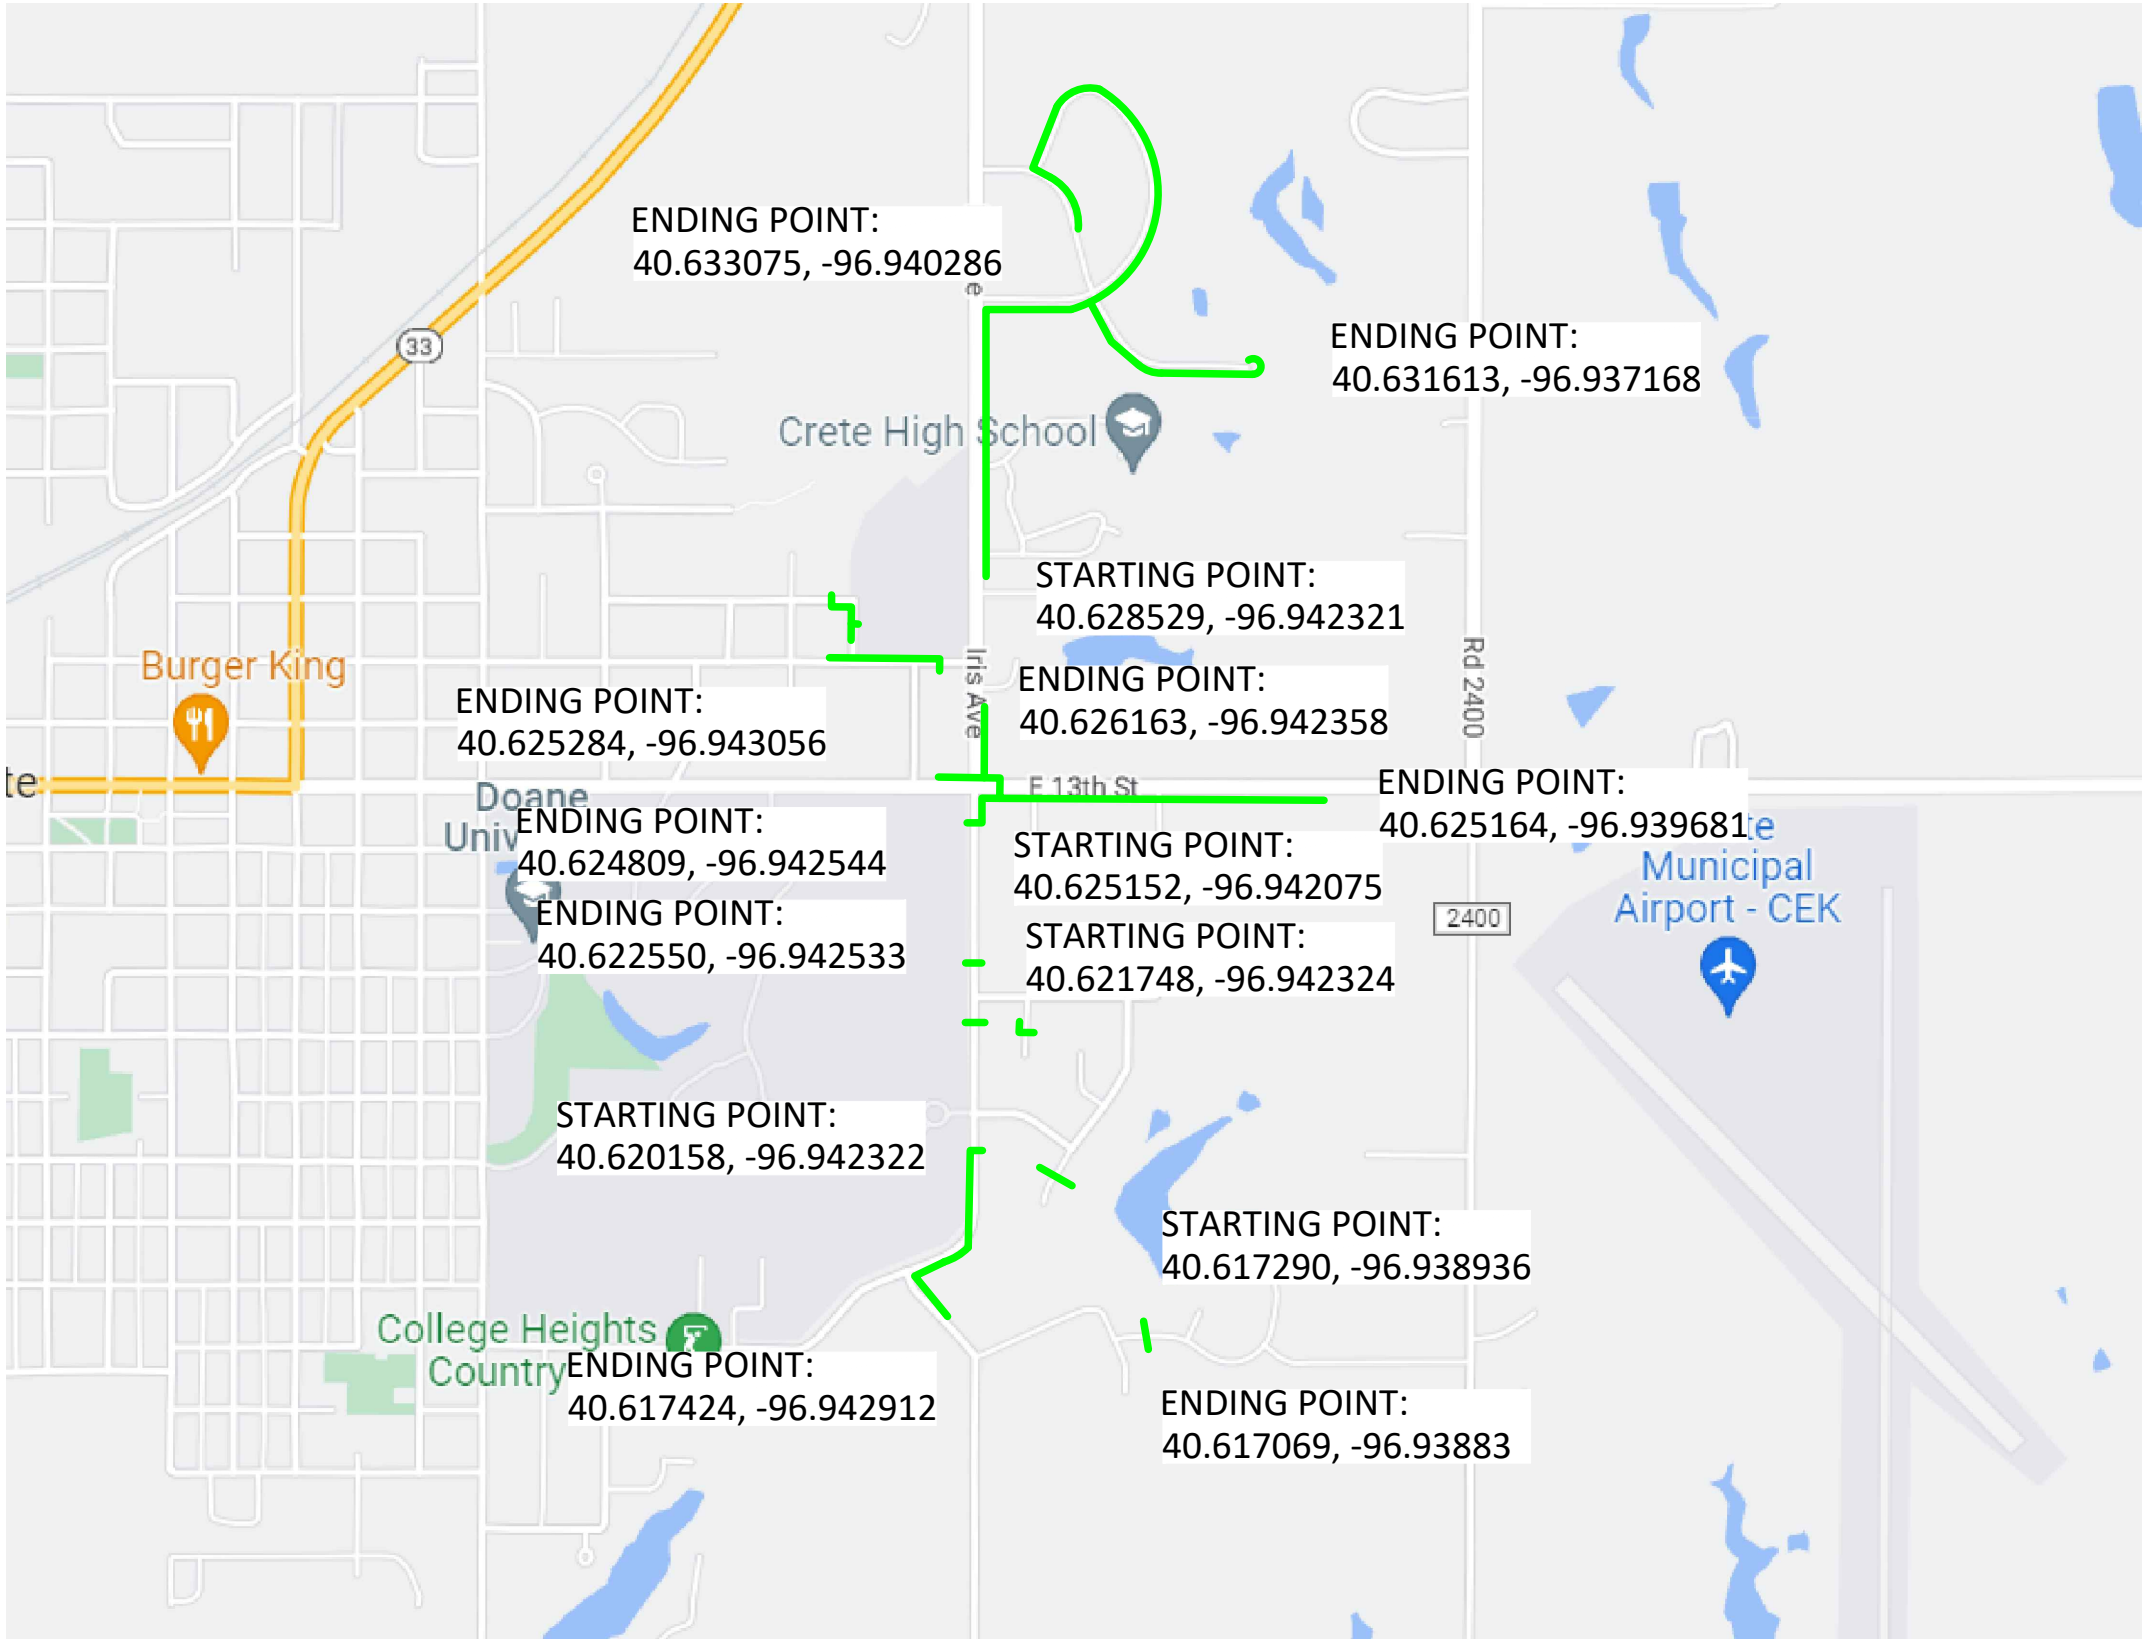 ENDING POINT:
40.633075, -96.940286
e
33
ENDING POINT:
40.631613, -96.937168
Crete High School
STARTING POINT:
40.628529, -96.942321
Burger King
Iris Ave
Rd 2400
ENDING POINT:
40.625284, -96.943056
ENDING POINT:
40.626163, -96.942358
te
E 13th St
ENDING POINT:
40.625164, -96.939681
Doane
Univ
ENDING POINT:
40.624809, -96.942544
STARTING POINT:
40.625152, -96.942075
te
Municipal
Airport - CEK
ENDING POINT:
40.622550, -96.942533
STARTING POINT:
40.621748, -96.942324
2400
STARTING POINT:
40.620158, -96.942322
STARTING POINT:
40.617290, -96.938936
College Heights
Country
ENDING POINT:
40.617424, -96.942912
ENDING POINT:
40.617069, -96.93883